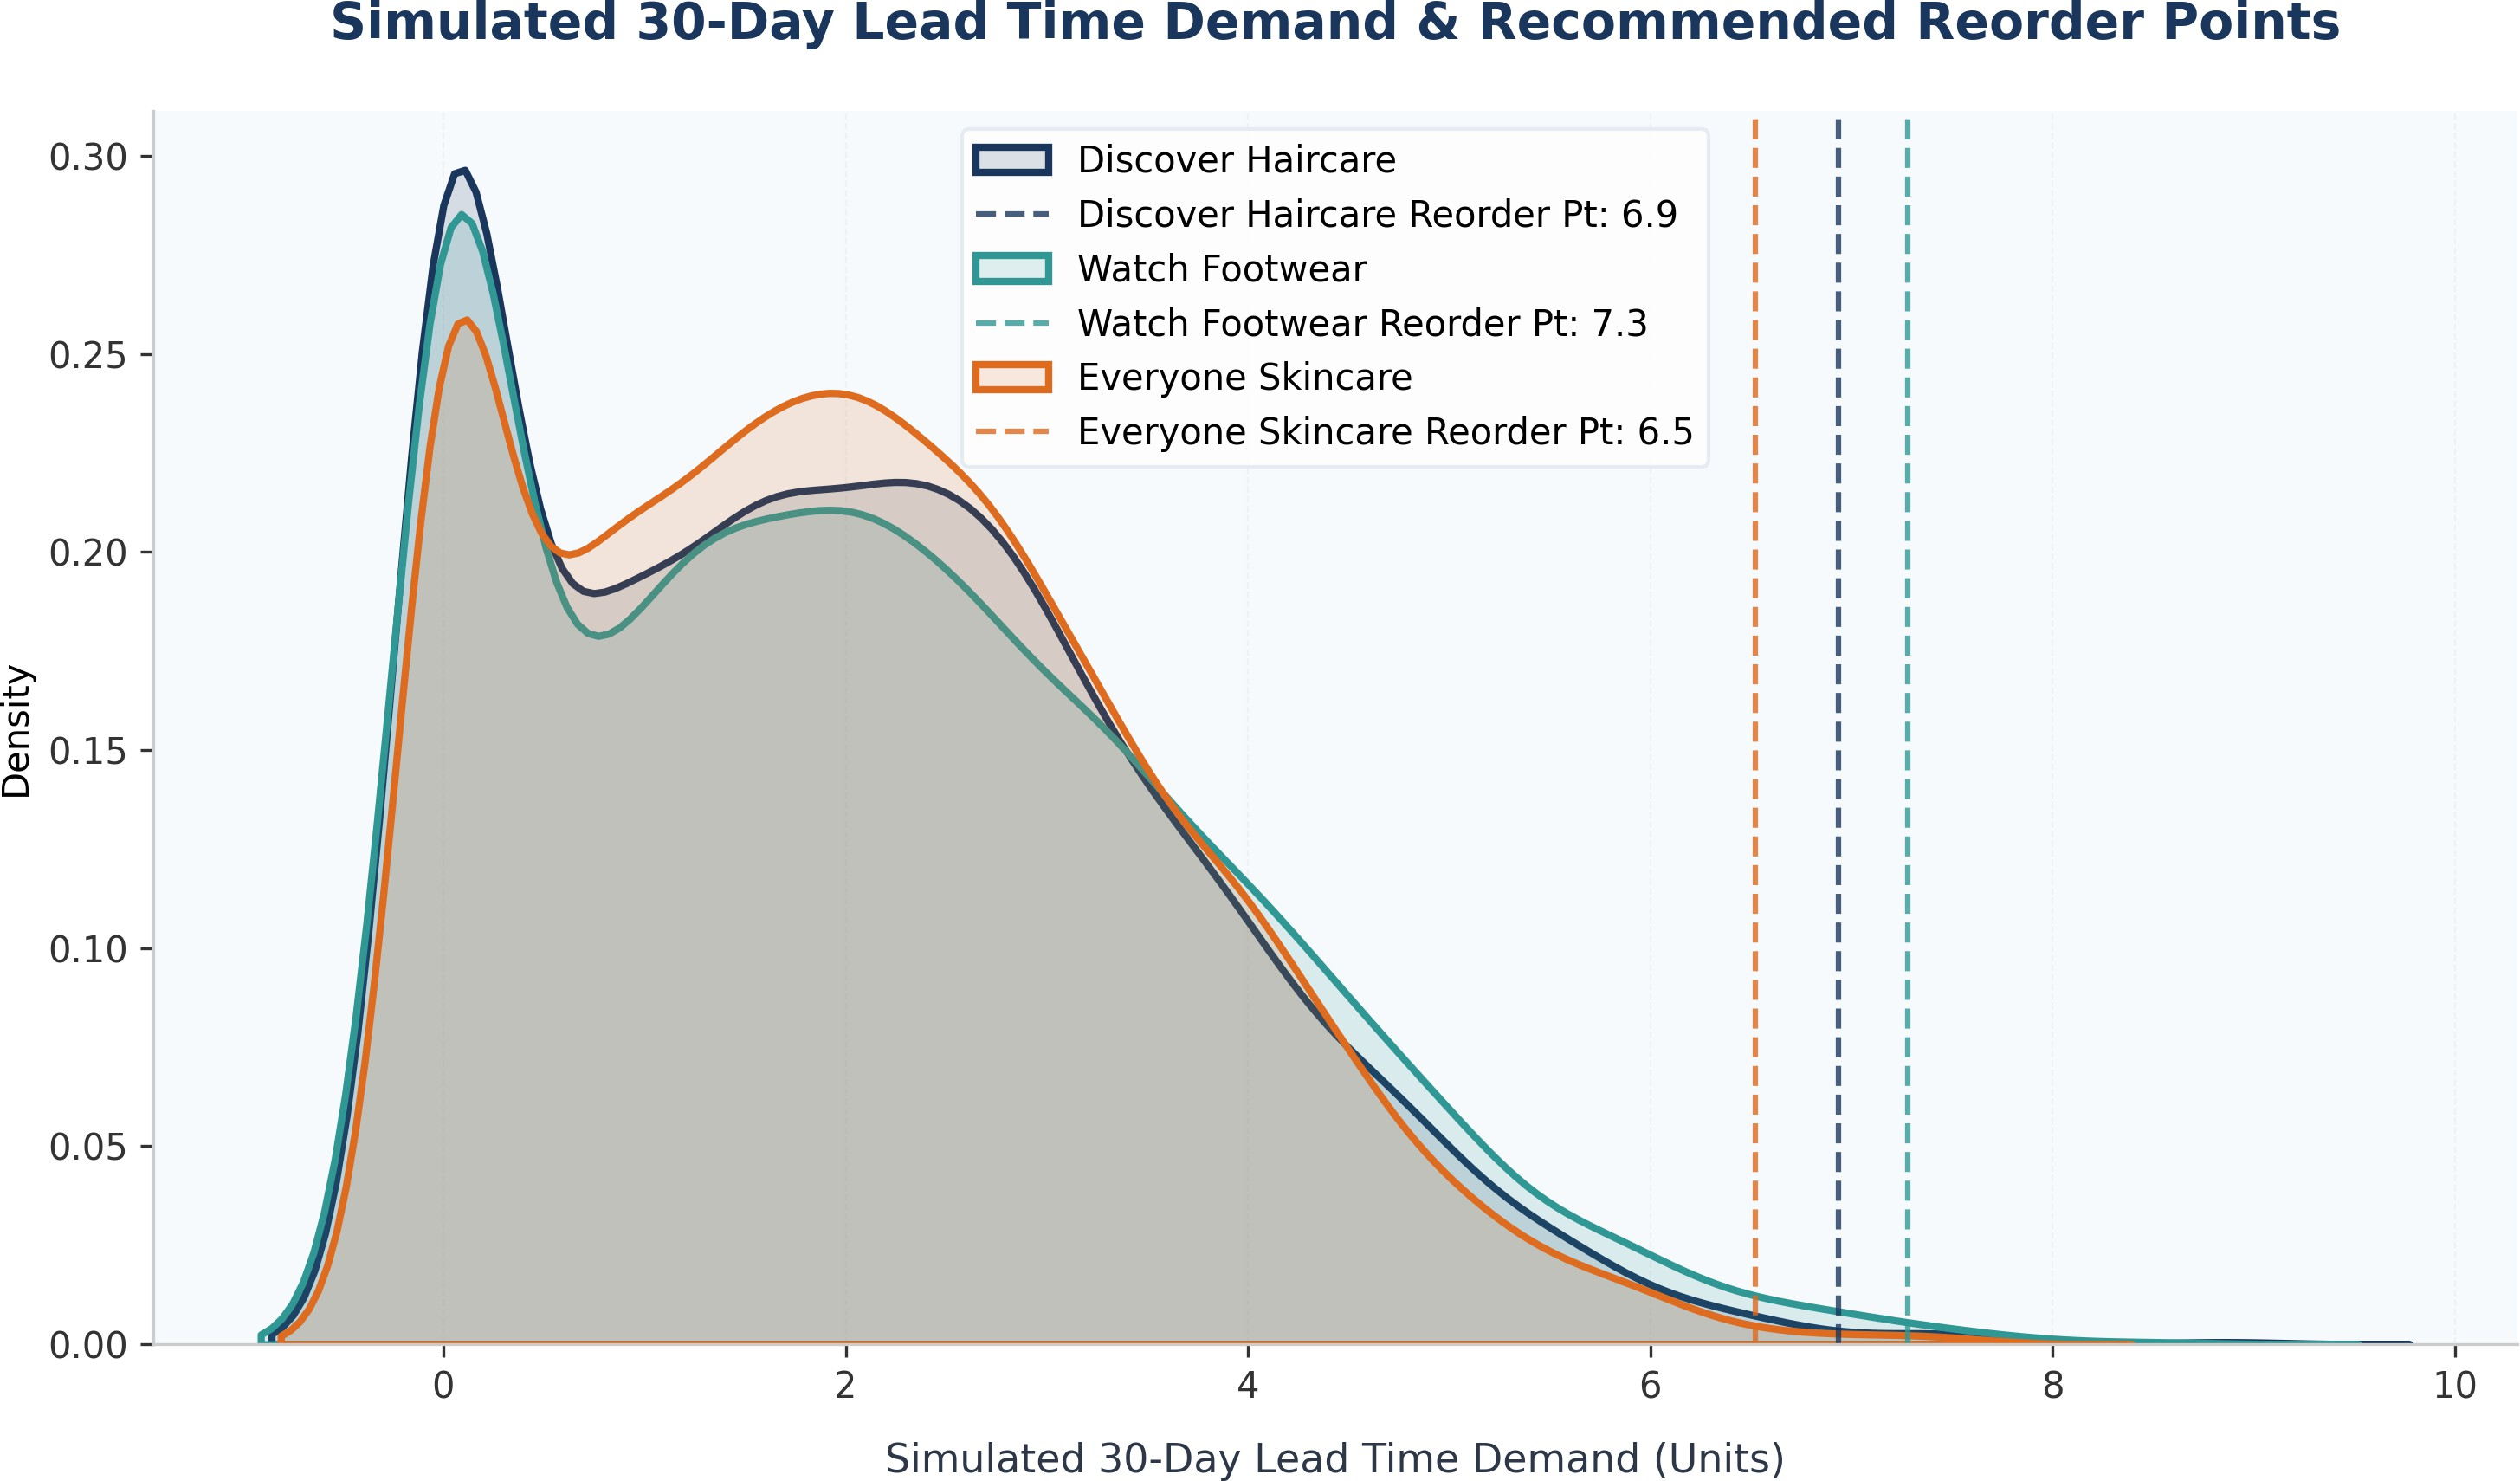 Simulated 30-Day Lead Time Demand & Recommended Reorder Points
Discover Haircare
Discover Haircare Reorder Pt: 6.9
Watch Footwear
Watch Footwear Reorder Pt: 7.3
Everyone Skincare
Everyone Skincare Reorder Pt: 6.5
Density
0.30
0.25
0.20
0.15
0.10
0.05
0.00
0 2 4 6 8 10
Simulated 30-Day Lead Time Demand (Units)